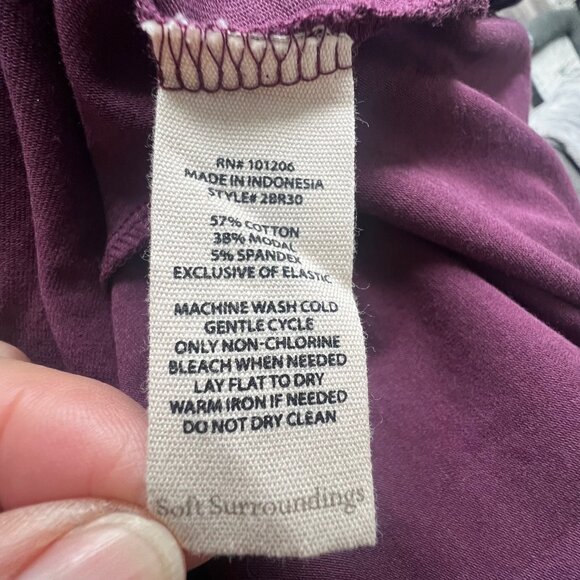 RN# 101206
MADE IN INDONESIA
STYLE# 2BR30
57% COTTON
38% MODAL
5% SPANDEX
EXCLUSIVE OF ELASTIC
MACHINE WASH COLD
GENTLE CYCLE
ONLY NON-CHLORINE
BLEACH WHEN NEEDED
LAY FLAT TO DRY
WARM IRON IF NEEDED
DO NOT DRY CLEAN
Soft Surroundings